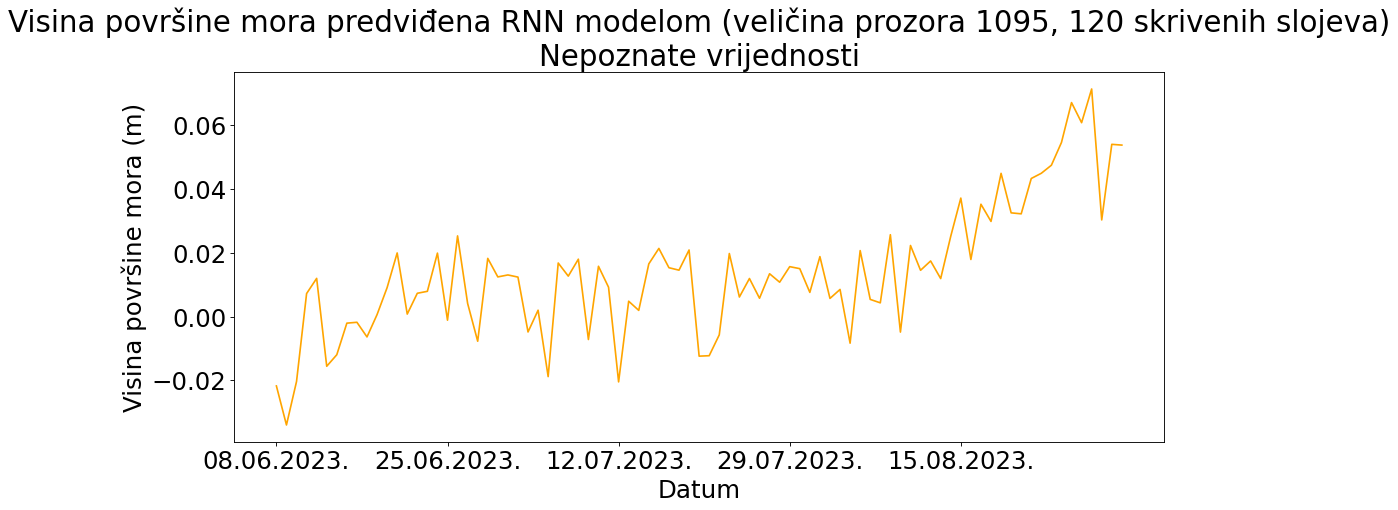 Visina površine mora predviđena RNN modelom (veličina prozora 1095, 120 skrivenih slojeva)
Nepoznate vrijednosti
Visina površine mora (m)
0.06
0.04
0.02
0.00
−0.02
08.06.2023. 25.06.2023. 12.07.2023. 29.07.2023. 15.08.2023.
Datum